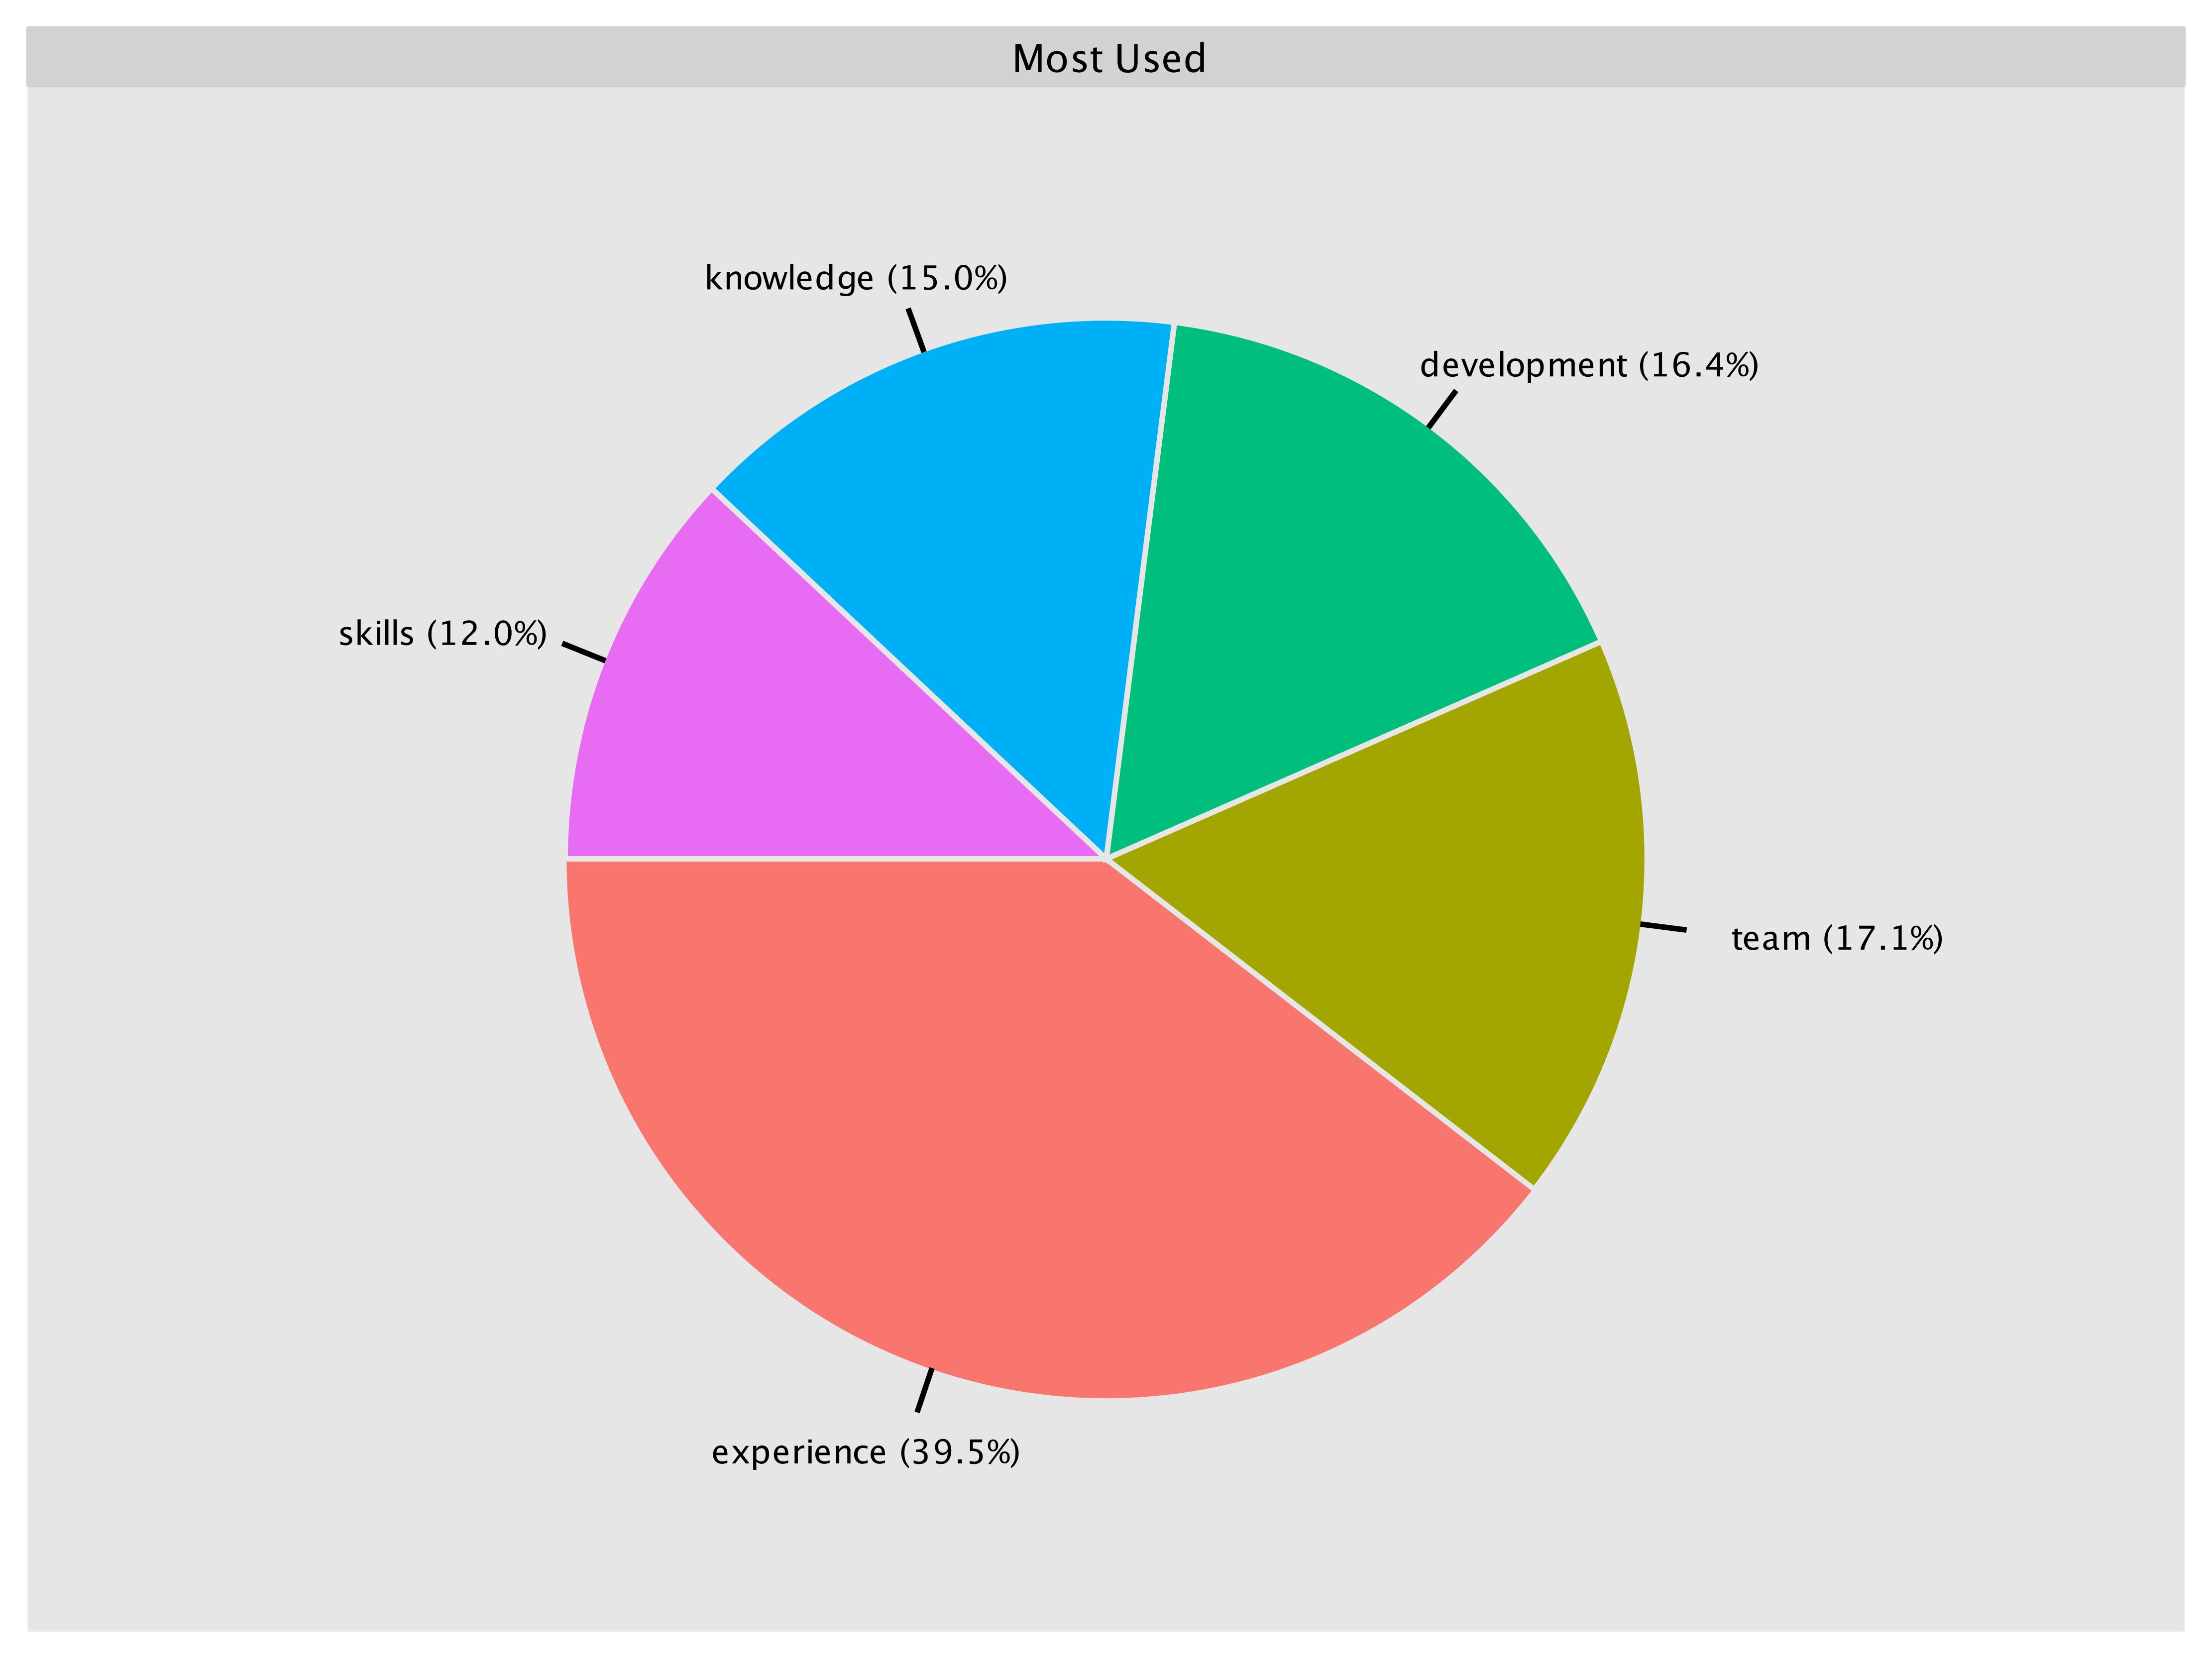 Most Used
knowledge (15.0%)
development (16.4%)
skills (12.0%)
team (17.1%)
experience (39.5%)